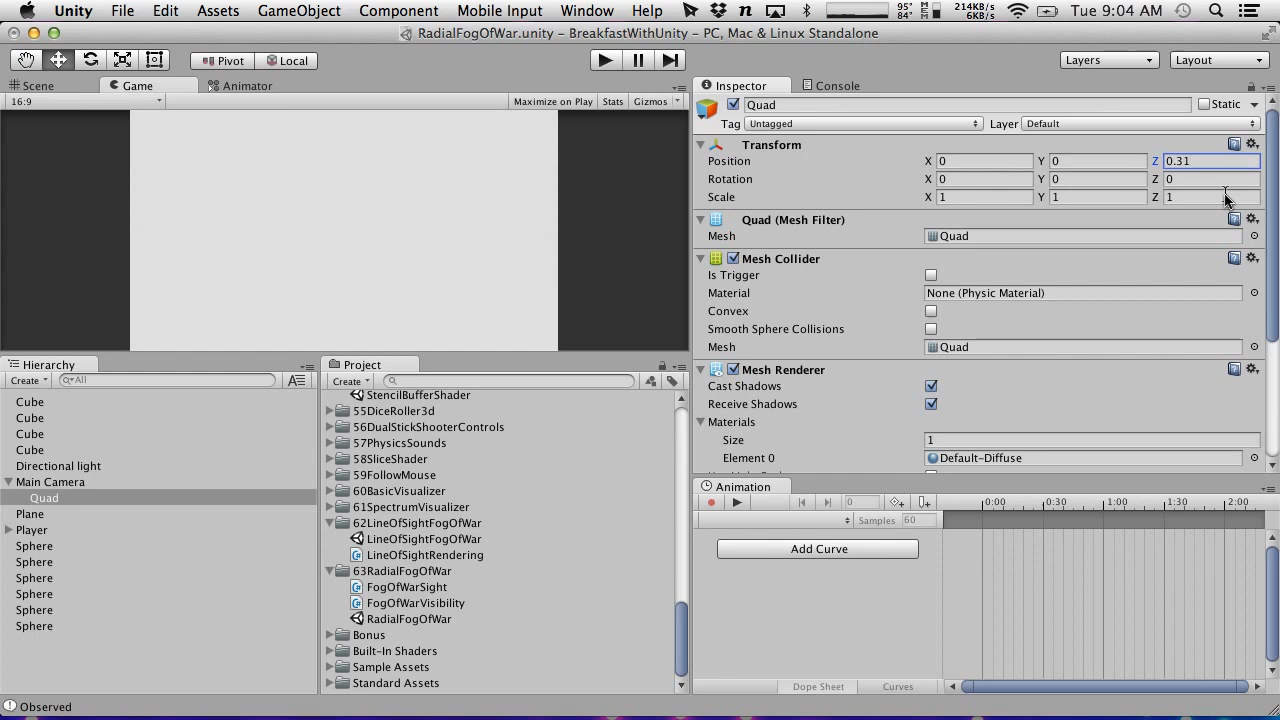 Unity File Edit Assets GameObject Component Mobile Input Window Help 95° 84° MEM 214KB/s 6KB/s Tue 9:04 AM
RadialFogOfWar.unity - BreakfastWithUnity - PC, Mac & Linux Standalone
Pivot Local Layers Layout
Scene Game Animator
16:9 Maximize on Play Stats Gizmos
Inspector Console
Quad Static
Tag Untagged Layer Default
Transform
Position X 0 Y 0 Z 0.31
Rotation X 0 Y 0 Z 0
Scale X 1 Y 1 Z 1
Quad (Mesh Filter)
Mesh Quad
Mesh Collider
Is Trigger
Material None (Physic Material)
Convex
Smooth Sphere Collisions
Mesh Quad
Mesh Renderer
Cast Shadows
Receive Shadows
Materials
Size 1
Element 0 Default-Diffuse
Hierarchy
Create All
Cube
Cube
Cube
Cube
Directional light
Main Camera
Quad
Plane
Player
Sphere
Sphere
Sphere
Sphere
Sphere
Sphere
Project
Create
StencilBufferShader
55DiceRoller3d
56DualStickShooterControls
57PhysicsSounds
58SliceShader
59FollowMouse
60BasicVisualizer
61SpectrumVisualizer
62LineOfSightFogOfWar
LineOfSightFogOfWar
LineOfSightRendering
63RadialFogOfWar
FogOfWarSight
FogOfWarVisibility
RadialFogOfWar
Bonus
Built-In Shaders
Sample Assets
Standard Assets
Animation
0 0:00 0:30 1:00 1:30 2:00
Samples 60
Add Curve
Dope Sheet Curves
Observed